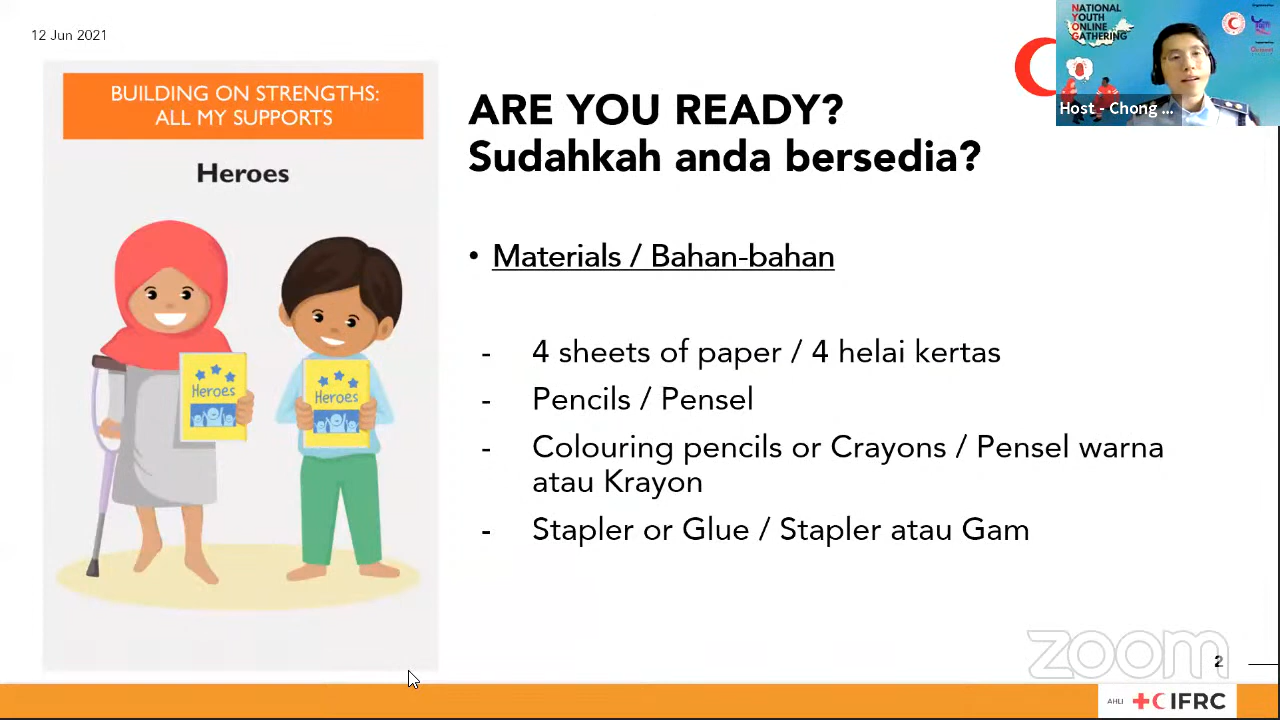 12 Jun 2021
BUILDING ON STRENGTHS:
ALL MY SUPPORTS
Heroes
Heroes
Heroes
ARE YOU READY?
Sudahkah anda bersedia?
• Materials / Bahan-bahan
- 4 sheets of paper / 4 helai kertas
- Pencils / Pensel
- Colouring pencils or Crayons / Pensel warna
atau Krayon
- Stapler or Glue / Stapler atau Gam
NATIONAL
YOUTH
ONLINE
GATHERING
Host - Chong ...
zoom
2
AHLI
IFRC